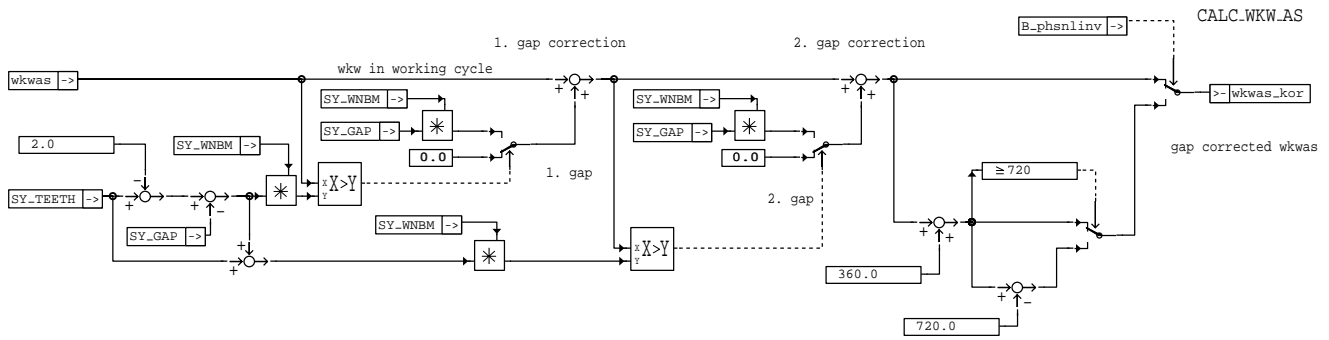 CALC_WKW_AS
B_phsnlinv ->
1. gap correction
2. gap correction
wkw in working cycle
wkwas ->
>- wkwas_kor
SY_WNBM ->
SY_WNBM ->
SY_GAP ->
*
SY_GAP ->
*
2.0
SY_WNBM ->
0.0
0.0
gap corrected wkwas
1. gap
≥720
SY_TEETH ->
*
X
Y
X>Y
2. gap
SY_GAP ->
SY_WNBM ->
*
X
Y
X>Y
360.0
720.0